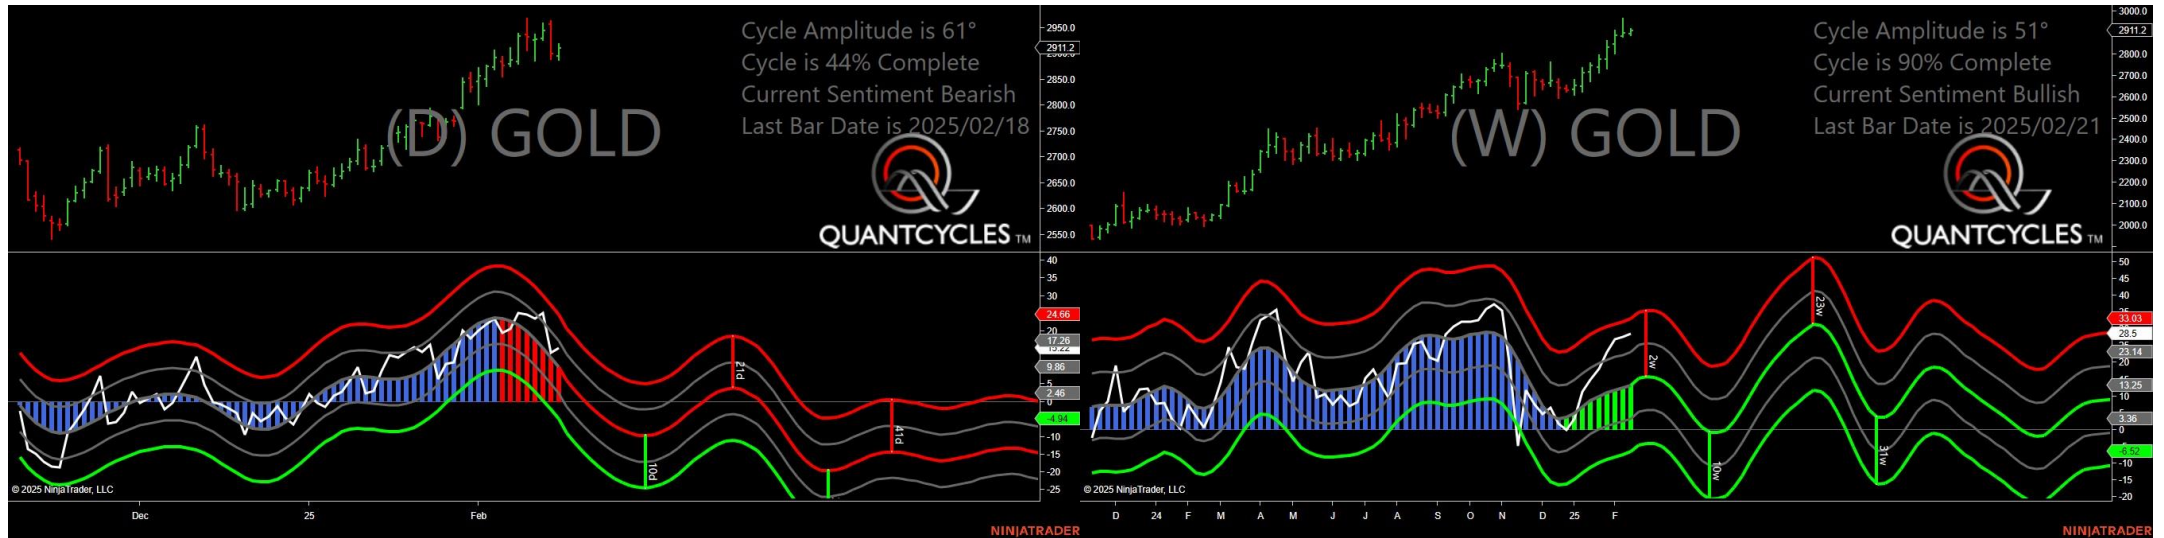 Cycle Amplitude is 61°
Cycle is 44% Complete
Current Sentiment Bearish
Last Bar Date is 2025/02/18
(D) GOLD
QUANTCYCLES TM
2950.0
2911.2
2850.0
2800.0
2750.0
2700.0
2650.0
2600.0
2550.0
40
35
30
24.66
20
17.26
15.22
9.86
5
2.46
0
-4.94
-10
-15
-20
-25
10d
21d
41d
© 2025 NinjaTrader, LLC
Dec
25
Feb
NINJATRADER
Cycle Amplitude is 51°
Cycle is 90% Complete
Current Sentiment Bullish
Last Bar Date is 2025/02/21
(W) GOLD
QUANTCYCLES TM
3000.0
2911.2
2800.0
2700.0
2600.0
2500.0
2400.0
2300.0
2200.0
2100.0
2000.0
50
45
40
33.03
28.5
23.14
20
13.25
10
3.36
0
-6.52
-10
-15
-20
2w
10w
23w
31w
© 2025 NinjaTrader, LLC
D 24 F M A M J J A S O N D 25 F
NINJATRADER